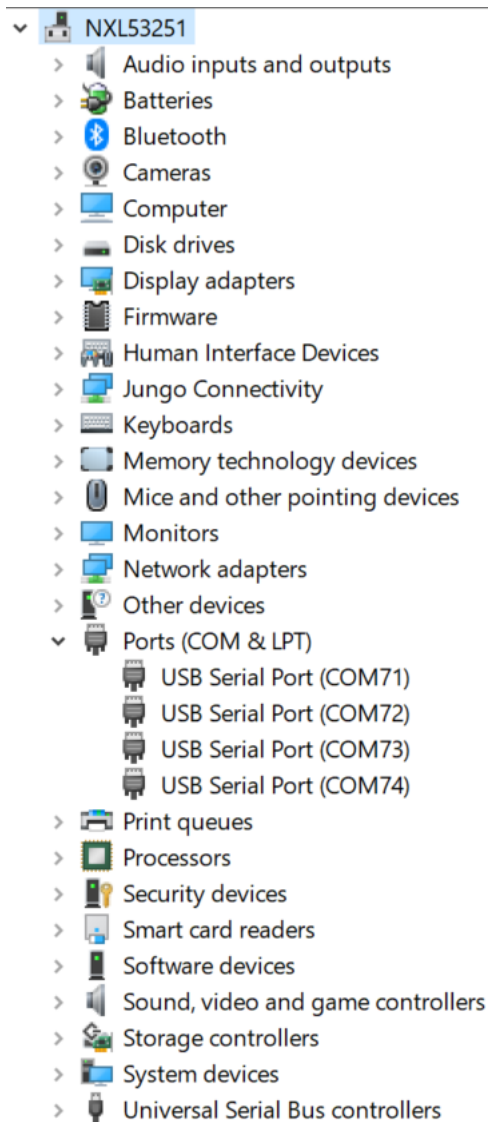 NXL53251
Audio inputs and outputs
Batteries
Bluetooth
Cameras
Computer
Disk drives
Display adapters
Firmware
Human Interface Devices
Jungo Connectivity
Keyboards
Memory technology devices
Mice and other pointing devices
Monitors
Network adapters
Other devices
Ports (COM & LPT)
USB Serial Port (COM71)
USB Serial Port (COM72)
USB Serial Port (COM73)
USB Serial Port (COM74)
Print queues
Processors
Security devices
Smart card readers
Software devices
Sound, video and game controllers
Storage controllers
System devices
Universal Serial Bus controllers